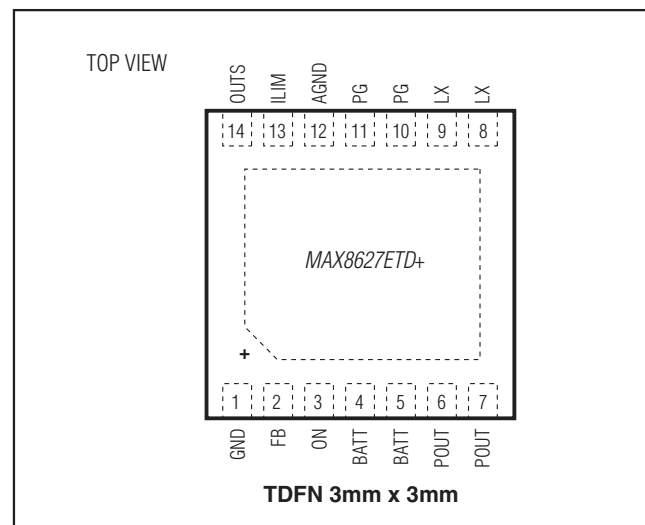 TOP VIEW
OUTS ILIM AGND PG PG LX LX
14 13 12 11 10 9 8
MAX8627ETD+
+
1 2 3 4 5 6 7
GND FB ON BATT BATT POUT POUT
TDFN 3mm x 3mm